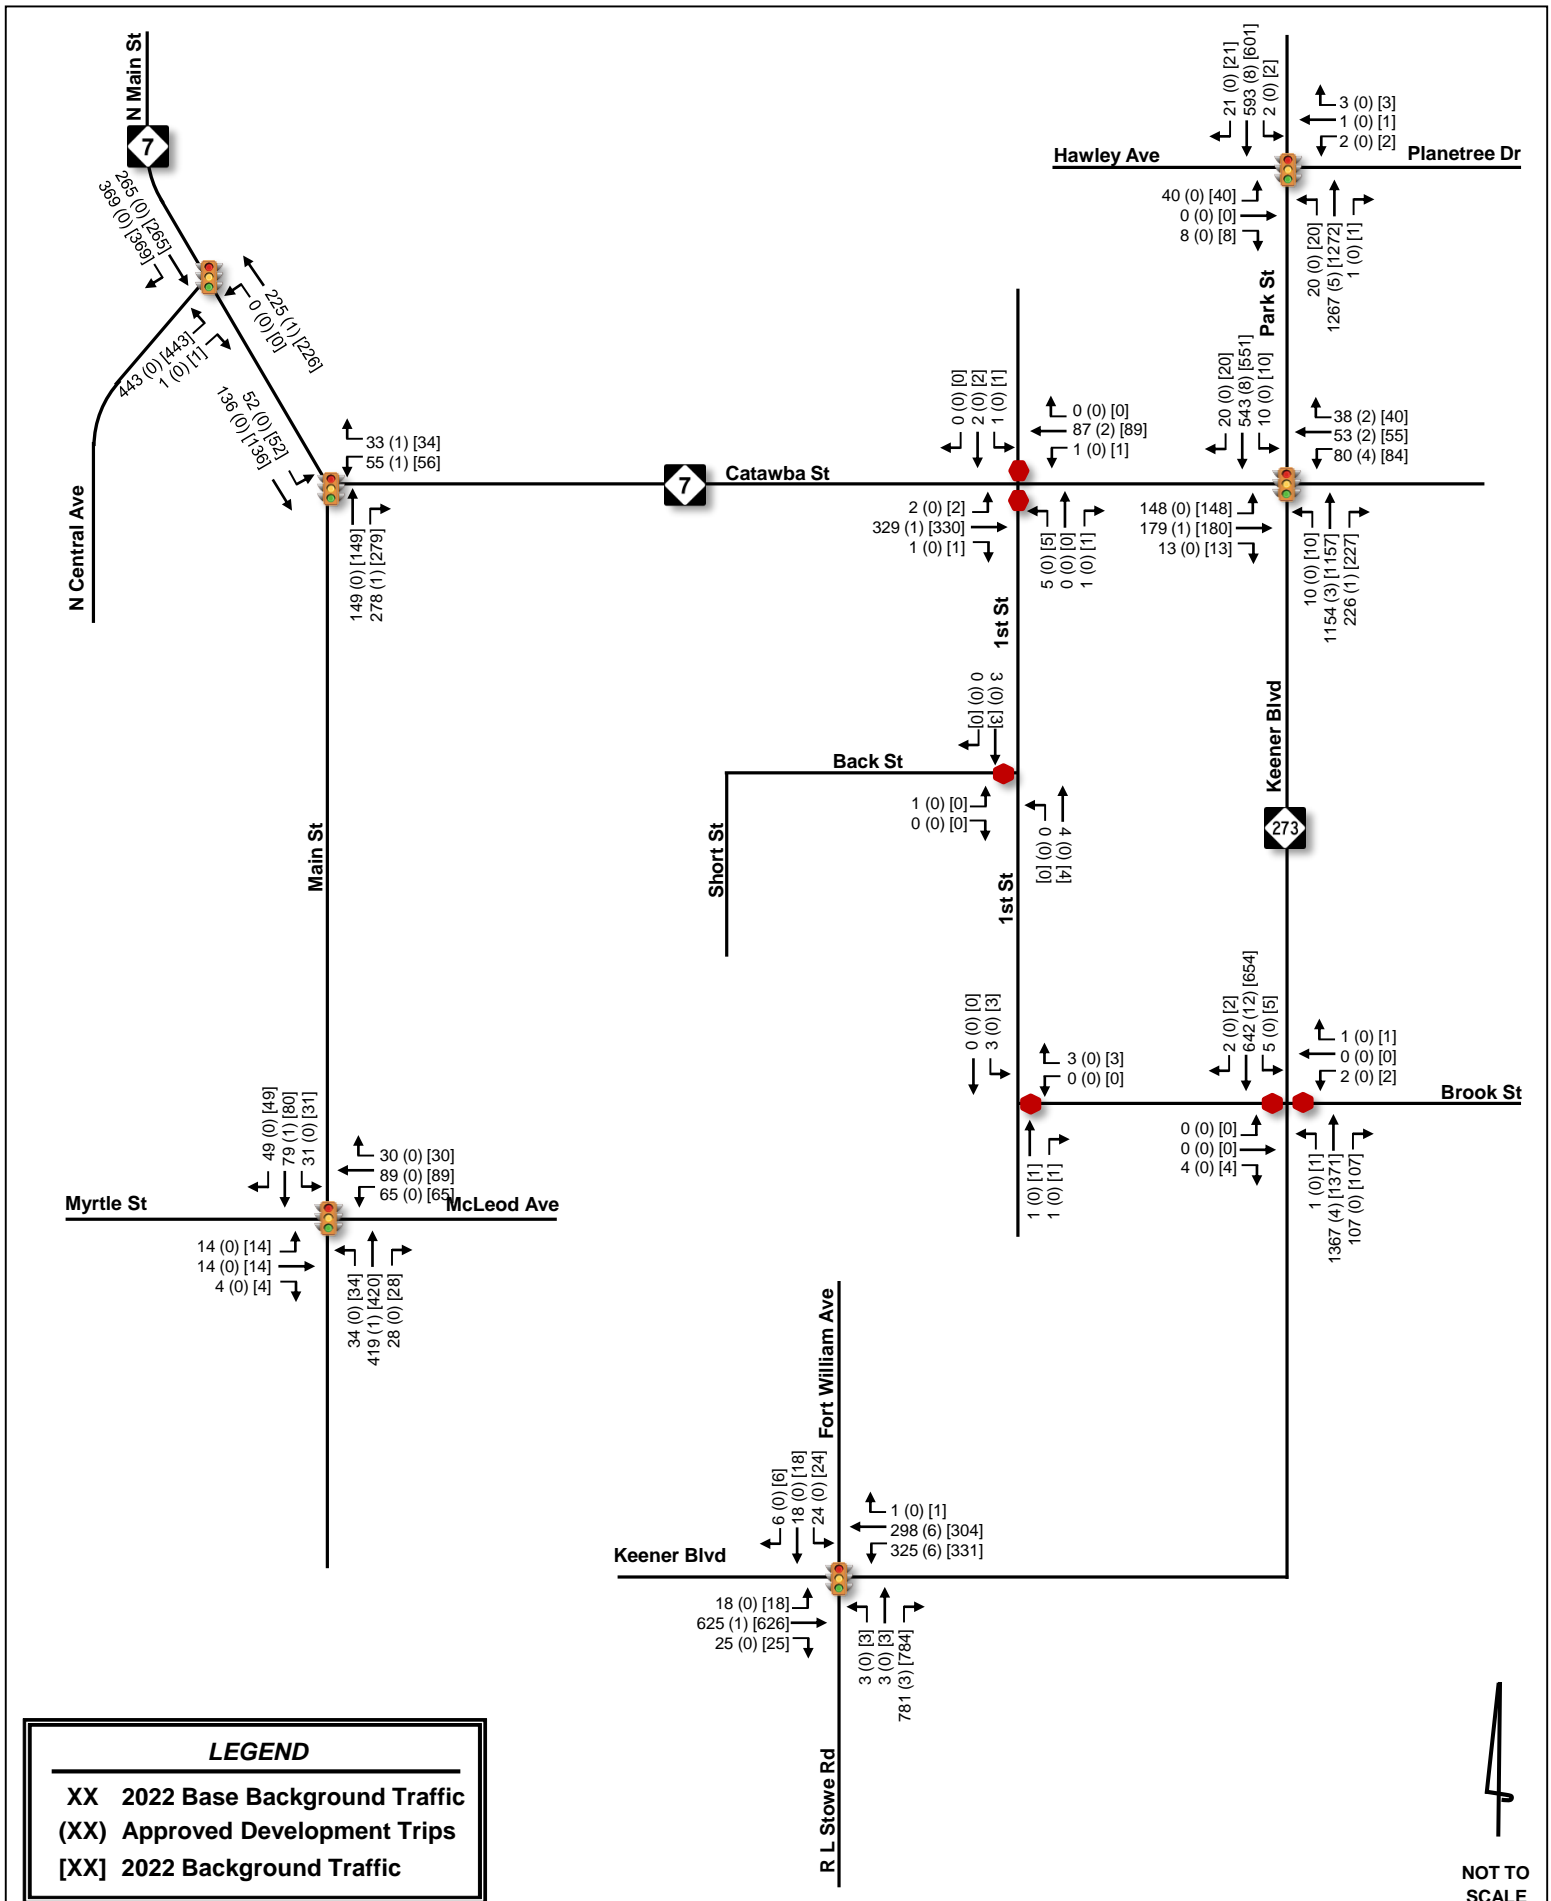 N Main St
7
265 (0) [265]
369 (0) [369]
225 (1) [226]
0 (0) [0]
443 (0) [443]
1 (0) [1]
N Central Ave
52 (0) [52]
136 (0) [136]
33 (1) [34]
55 (1) [56]
149 (0) [149]
278 (1) [279]
7
Catawba St
0 (0) [0]
2 (0) [2]
1 (0) [1]
0 (0) [0]
87 (2) [89]
1 (0) [1]
2 (0) [2]
329 (1) [330]
1 (0) [1]
5 (0) [5]
0 (0) [0]
1 (0) [1]
21 (0) [21]
593 (8) [601]
2 (0) [2]
3 (0) [3]
1 (0) [1]
2 (0) [2]
Hawley Ave
Planetree Dr
40 (0) [40]
0 (0) [0]
8 (0) [8]
20 (0) [20]
1267 (5) [1272]
1 (0) [1]
Park St
20 (0) [20]
543 (8) [551]
10 (0) [10]
38 (2) [40]
53 (2) [55]
80 (4) [84]
148 (0) [148]
179 (1) [180]
13 (0) [13]
10 (0) [10]
1154 (3) [1157]
226 (1) [227]
1st St
3 (0) [3]
0 (0) [0]
Back St
1 (0) [0]
0 (0) [0]
4 (0) [4]
0 (0) [0]
Short St
1st St
Keener Blvd
273
Main St
0 (0) [0]
3 (0) [3]
3 (0) [3]
0 (0) [0]
1 (0) [1]
1 (0) [1]
2 (0) [2]
642 (12) [654]
5 (0) [5]
1 (0) [1]
0 (0) [0]
2 (0) [2]
Brook St
0 (0) [0]
0 (0) [0]
4 (0) [4]
1 (0) [1]
1367 (4) [1371]
107 (0) [107]
49 (0) [49]
79 (1) [80]
31 (0) [31]
30 (0) [30]
89 (0) [89]
65 (0) [65]
Myrtle St
McLeod Ave
14 (0) [14]
14 (0) [14]
4 (0) [4]
34 (0) [34]
419 (1) [420]
28 (0) [28]
Fort William Ave
6 (0) [6]
18 (0) [18]
24 (0) [24]
1 (0) [1]
298 (6) [304]
325 (6) [331]
Keener Blvd
18 (0) [18]
625 (1) [626]
25 (0) [25]
3 (0) [3]
3 (0) [3]
781 (3) [784]
R L Stowe Rd
LEGEND
XX 2022 Base Background Traffic
(XX) Approved Development Trips
[XX] 2022 Background Traffic
NOT TO
SCALE